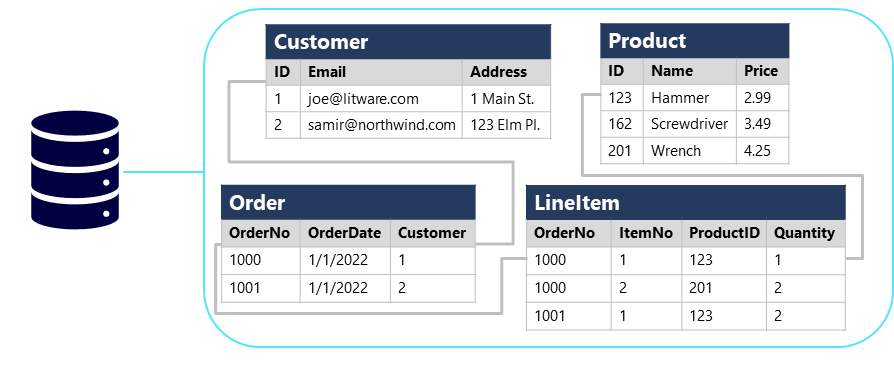 Customer
ID Email Address
1 joe@litware.com 1 Main St.
2 samir@northwind.com 123 Elm Pl.
Product
ID Name Price
123 Hammer 2.99
162 Screwdriver 3.49
201 Wrench 4.25
Order
OrderNo OrderDate Customer
1000 1/1/2022 1
1001 1/1/2022 2
LineItem
OrderNo ItemNo ProductID Quantity
1000 1 123 1
1000 2 201 2
1001 1 123 2